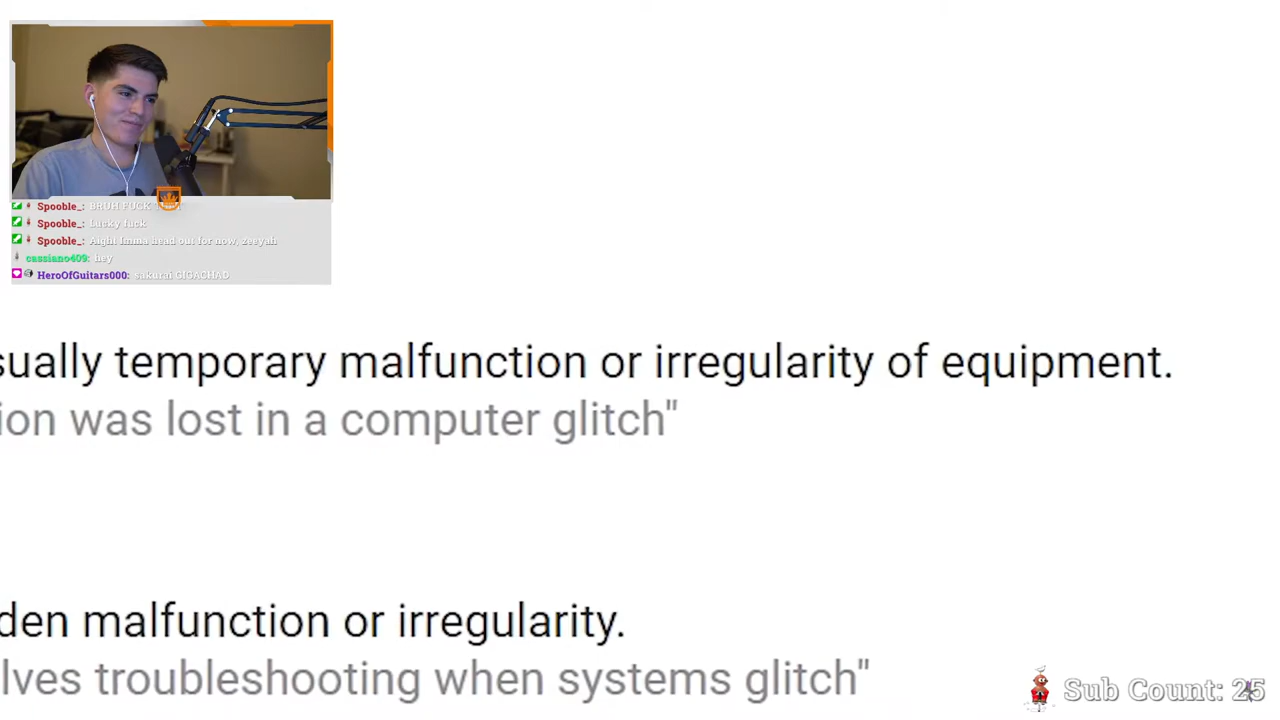 Spooble_: BRUH FUCK
Spooble_: Lucky fuck
Spooble_: Aight Imma head out for now, zeeyah
cassiano409: hey
HeroOfGuitars000: sakurai GIGACHAD
sually temporary malfunction or irregularity of equipment.
ion was lost in a computer glitch"
den malfunction or irregularity.
lves troubleshooting when systems glitch"
Sub Count: 25